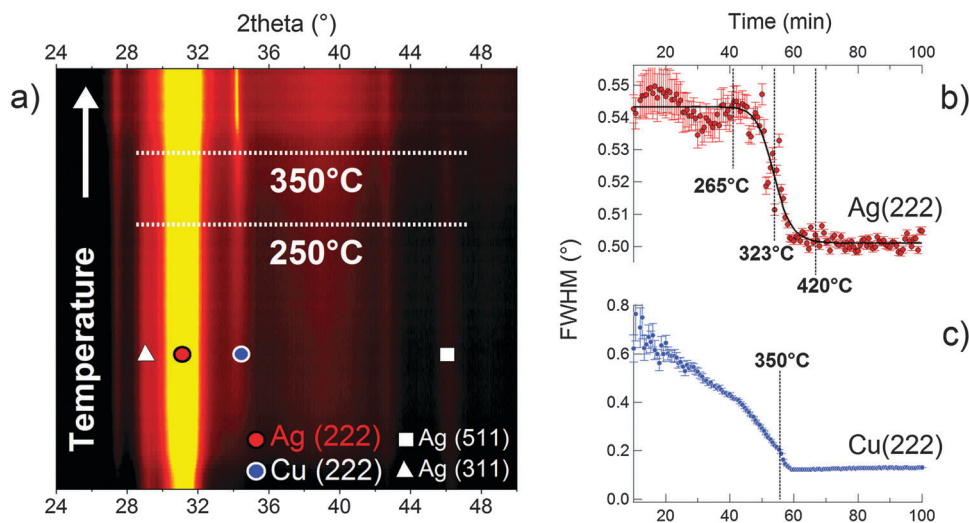 2theta (°)
24 28 32 36 40 44 48
a)
350°C
250°C
Temperature
Ag (222)
Ag (511)
Cu (222)
Ag (311)
24 28 32 36 40 44 48
Time (min)
20 40 60 80 100
b)
0.55
0.54
0.53
0.52
0.51
0.50
265°C
323°C
420°C
Ag(222)
FWHM (°)
c)
0.8
0.6
0.4
0.2
0.0
350°C
Cu(222)
20 40 60 80 100